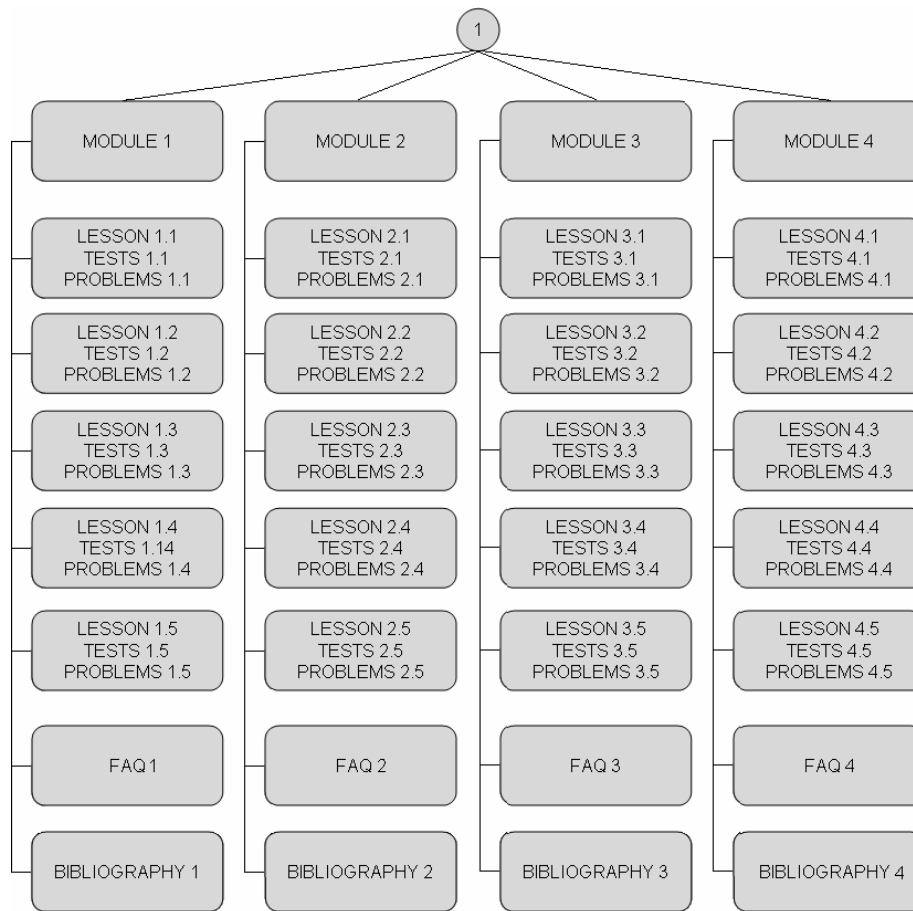 1
MODULE 1
MODULE 2
MODULE 3
MODULE 4
LESSON 1.1
TESTS 1.1
PROBLEMS 1.1
LESSON 2.1
TESTS 2.1
PROBLEMS 2.1
LESSON 3.1
TESTS 3.1
PROBLEMS 3.1
LESSON 4.1
TESTS 4.1
PROBLEMS 4.1
LESSON 1.2
TESTS 1.2
PROBLEMS 1.2
LESSON 2.2
TESTS 2.2
PROBLEMS 2.2
LESSON 3.2
TESTS 3.2
PROBLEMS 3.2
LESSON 4.2
TESTS 4.2
PROBLEMS 4.2
LESSON 1.3
TESTS 1.3
PROBLEMS 1.3
LESSON 2.3
TESTS 2.3
PROBLEMS 2.3
LESSON 3.3
TESTS 3.3
PROBLEMS 3.3
LESSON 4.3
TESTS 4.3
PROBLEMS 4.3
LESSON 1.4
TESTS 1.14
PROBLEMS 1.4
LESSON 2.4
TESTS 2.4
PROBLEMS 2.4
LESSON 3.4
TESTS 3.4
PROBLEMS 3.4
LESSON 4.4
TESTS 4.4
PROBLEMS 4.4
LESSON 1.5
TESTS 1.5
PROBLEMS 1.5
LESSON 2.5
TESTS 2.5
PROBLEMS 2.5
LESSON 3.5
TESTS 3.5
PROBLEMS 3.5
LESSON 4.5
TESTS 4.5
PROBLEMS 4.5
FAQ 1
FAQ 2
FAQ 3
FAQ 4
BIBLIOGRAPHY 1
BIBLIOGRAPHY 2
BIBLIOGRAPHY 3
BIBLIOGRAPHY 4